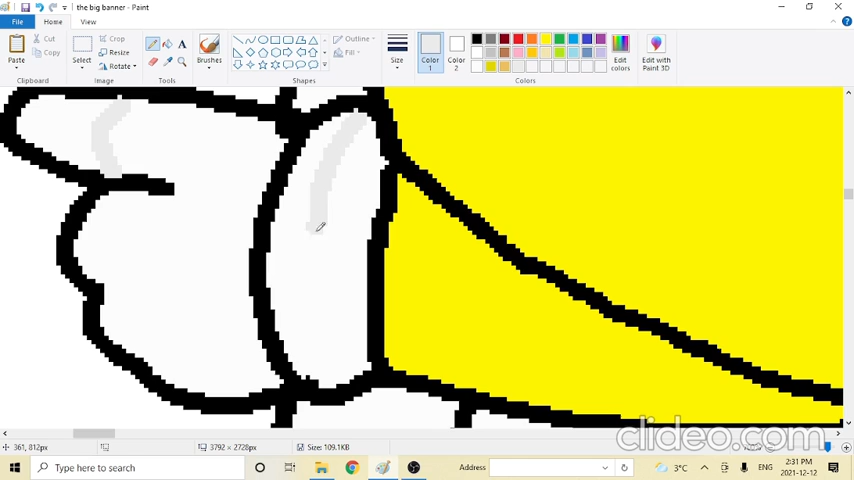 the big banner - Paint
File
Home
View
Paste
Cut
Copy
Clipboard
Select
Crop
Resize
Rotate
Image
Tools
Brushes
Outline
Fill
Shapes
Size
Color 1
Color 2
Edit colors
Colors
Edit with Paint 3D
clideo.com
361, 812px
3792 × 2728px
Size: 109.1KB
Type here to search
Address
3°C
ENG
2:31 PM
2021-12-12